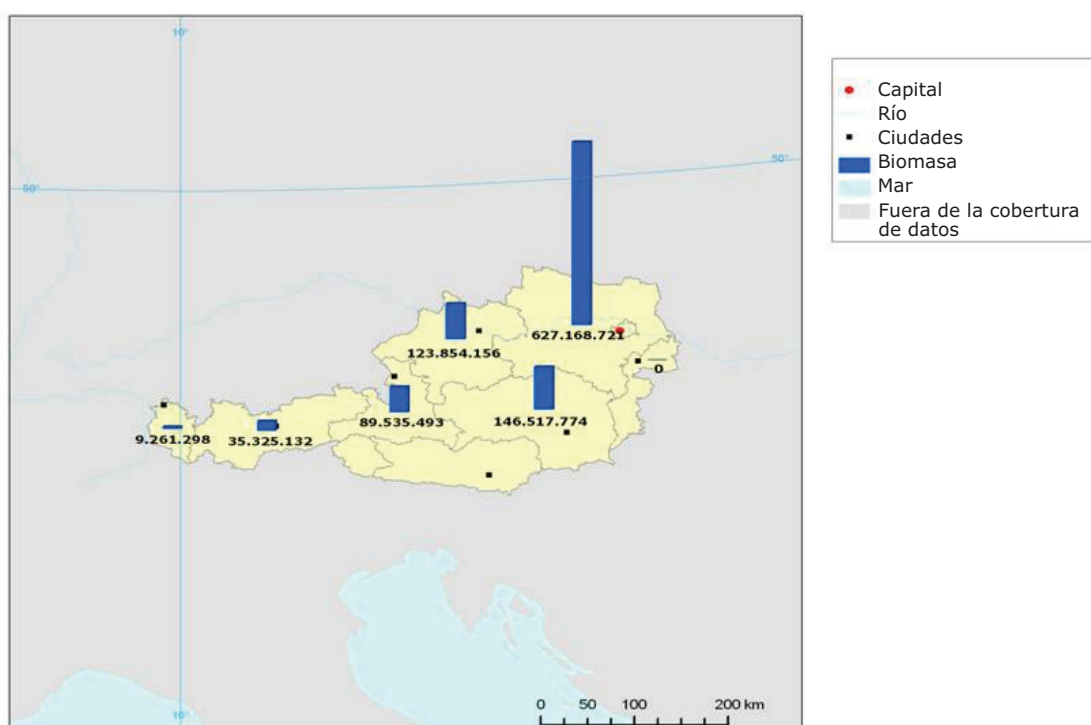 10°
50°
50°
627.168.721
123.854.156
0
89.535.493
146.517.774
9.261.298
35.325.132
10°
0 50 100 200 km
Capital
Río
Ciudades
Biomasa
Mar
Fuera de la cobertura
de datos